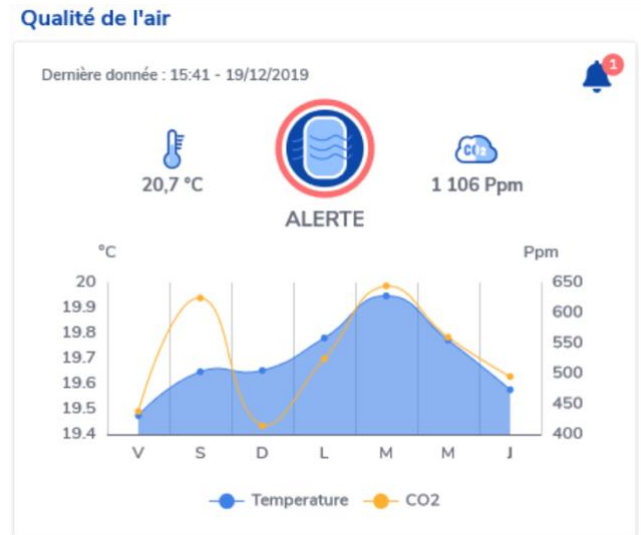 Qualité de l'air
Dernière donnée : 15:41 - 19/12/2019
1
CO2
20,7 °C
1 106 Ppm
ALERTE
°C
Ppm
20
650
19.9
600
19.8
550
19.7
500
19.6
450
19.5
400
19.4
V S D L M M J
Temperature CO2